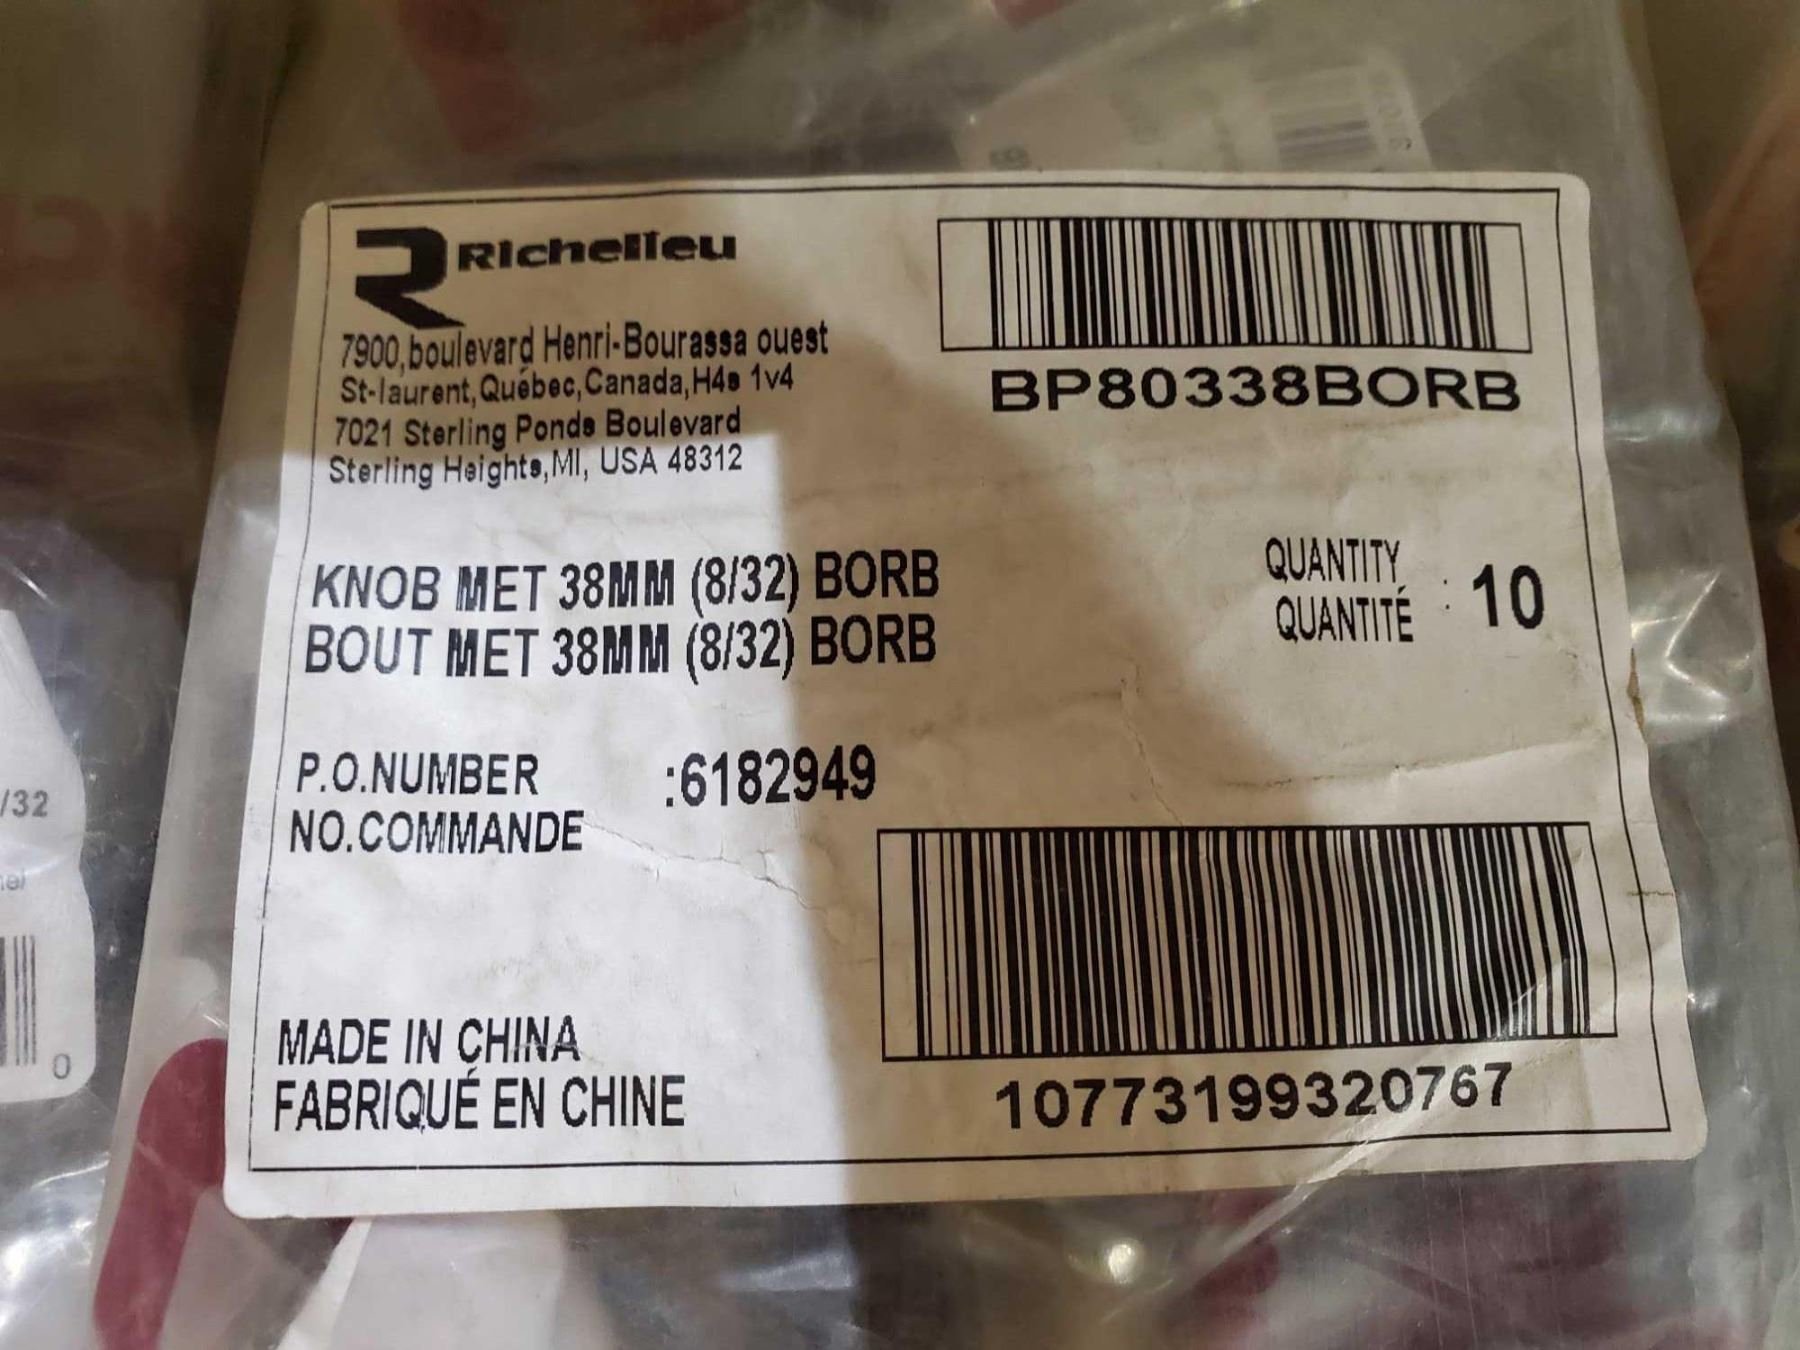 Richelieu
7900,boulevard Henri-Bourassa ouest
St-laurent,Québec,Canada,H4s 1v4
7021 Sterling Ponds Boulevard
Sterling Heights,MI, USA 48312
BP80338BORB
KNOB MET 38MM (8/32) BORB
BOUT MET 38MM (8/32) BORB
QUANTITY
QUANTITÉ : 10
P.O.NUMBER :6182949
NO.COMMANDE
MADE IN CHINA
FABRIQUÉ EN CHINE
10773199320767
/32
0